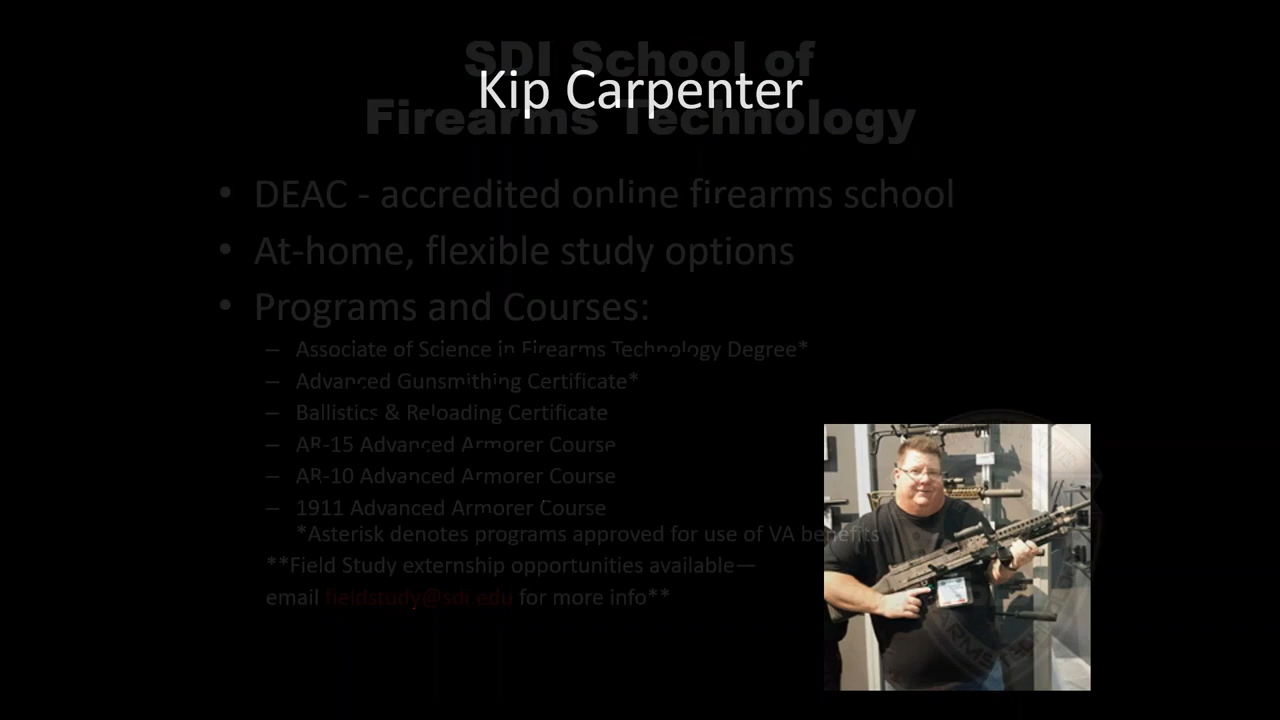 SDI School of
Kip Carpenter
Firearms Technology
• DEAC - accredited online firearms school
• At-home, flexible study options
• Programs and Courses:
– Associate of Science in Firearms Technology Degree*
– Advanced Gunsmithing Certificate*
– Ballistics & Reloading Certificate
– AR-15 Advanced Armorer Course
– AR-10 Advanced Armorer Course
– 1911 Advanced Armorer Course
*Asterisk denotes programs approved for use of VA benefits
**Field Study externship opportunities available—
email fieldstudy@sdi.edu for more info**